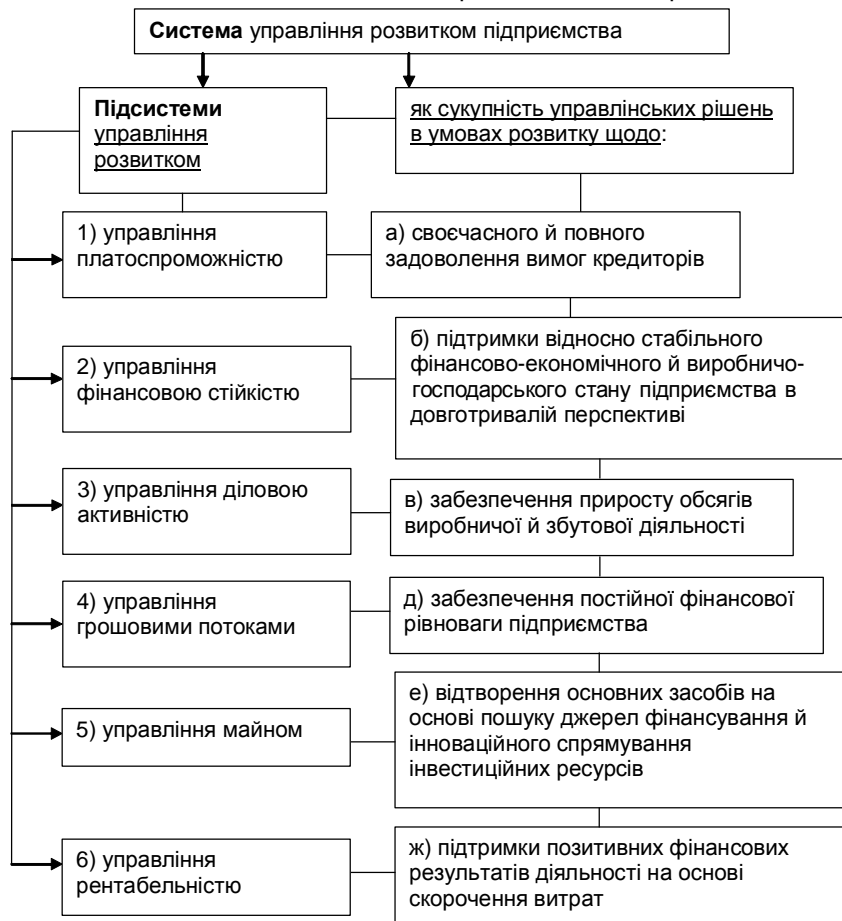 Система управління розвитком підприємства
Підсистеми
управління
розвитком
як сукупність управлінських рішень
в умовах розвитку щодо:
1) управління
платоспроможністю
а) своєчасного й повного
задоволення вимог кредиторів
2) управління
фінансовою стійкістю
б) підтримки відносно стабільного
фінансово-економічного й виробничо-
господарського стану підприємства в
довготривалій перспективі
3) управління діловою
активністю
в) забезпечення приросту обсягів
виробничої й збутової діяльності
4) управління
грошовими потоками
д) забезпечення постійної фінансової
рівноваги підприємства
5) управління майном
е) відтворення основних засобів на
основі пошуку джерел фінансування й
інноваційного спрямування
інвестиційних ресурсів
6) управління
рентабельністю
ж) підтримки позитивних фінансових
результатів діяльності на основі
скорочення витрат